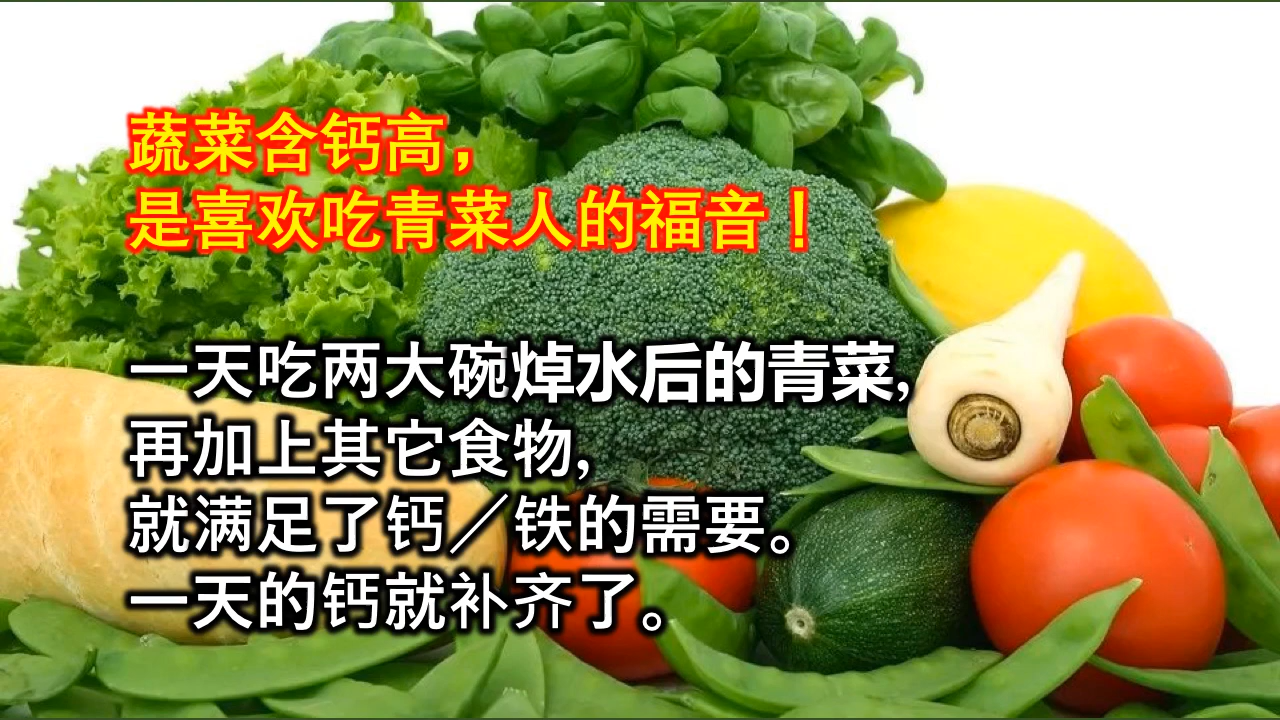 蔬菜含钙高，
是喜欢吃青菜人的福音！
一天吃两大碗焯水后的青菜,
再加上其它食物,
就满足了钙／铁的需要。
一天的钙就补齐了。